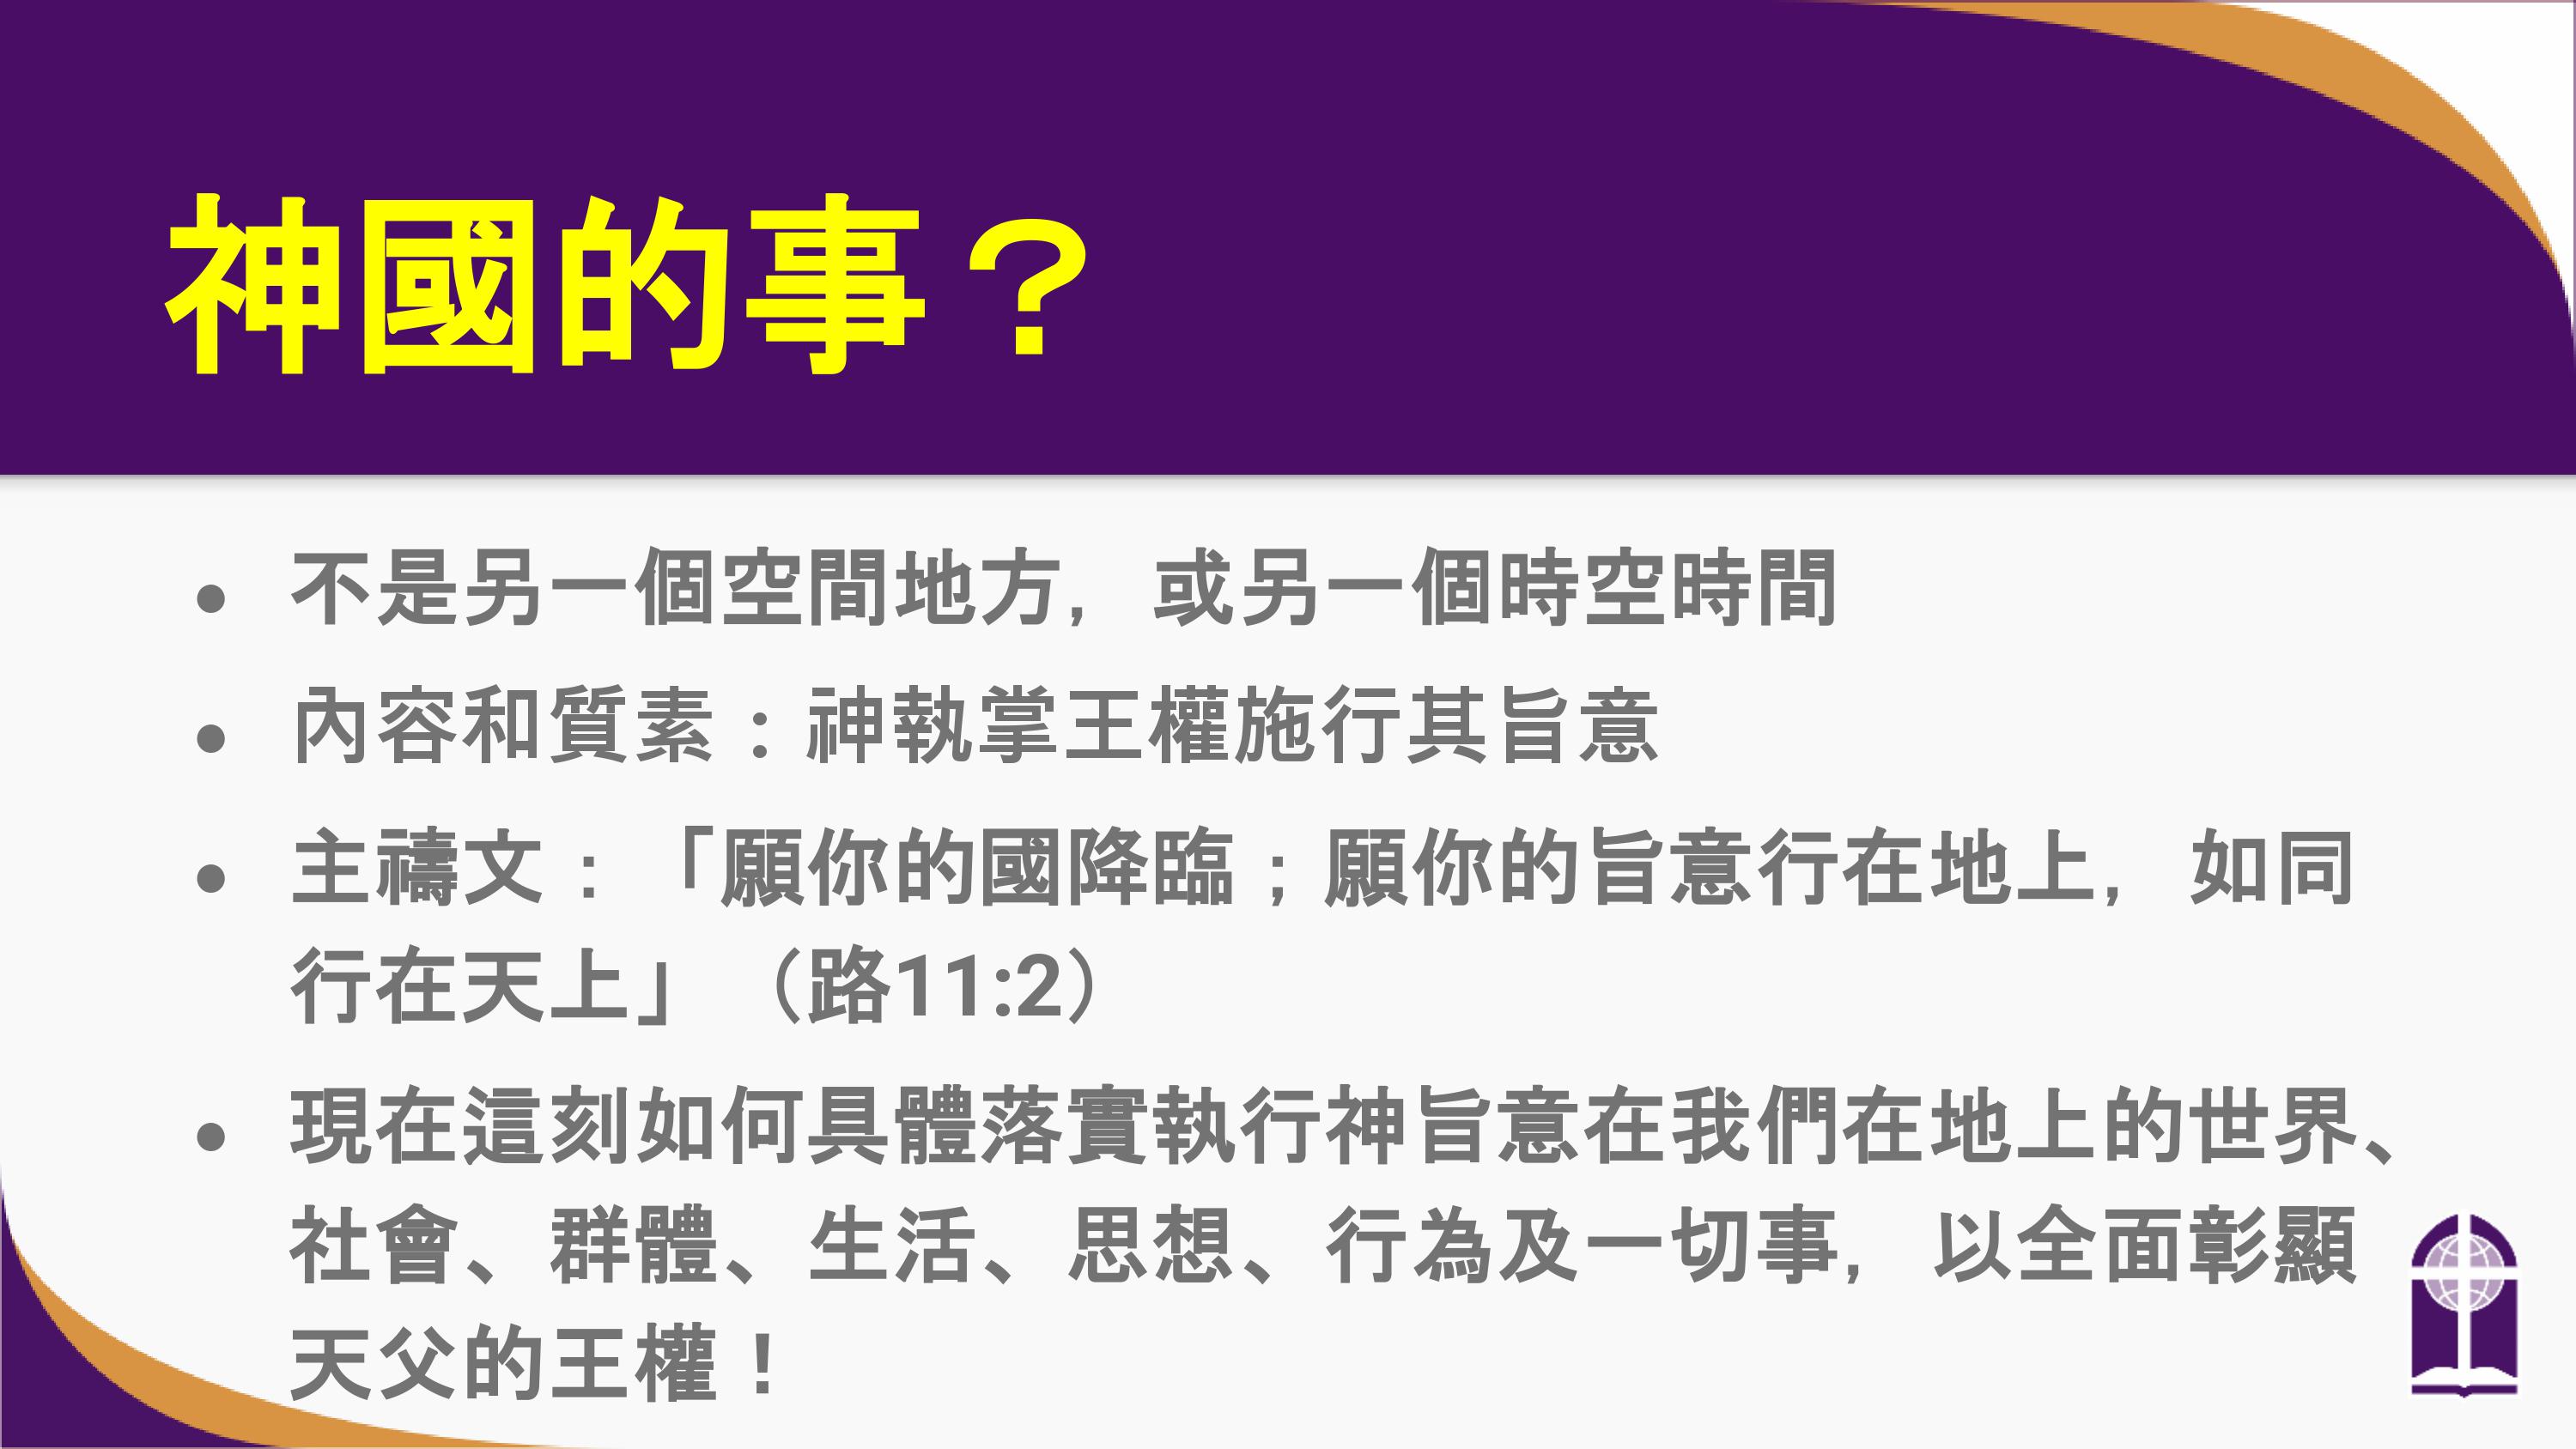 神國的事？
• 不是另一個空間地方，或另一個時空時間
• 內容和質素：神執掌王權施行其旨意
• 主禱文：「願你的國降臨；願你的旨意行在地上，如同
行在天上」（路11:2）
• 現在這刻如何具體落實執行神旨意在我們在地上的世界、
社會、群體、生活、思想、行為及一切事，以全面彰顯
天父的王權！